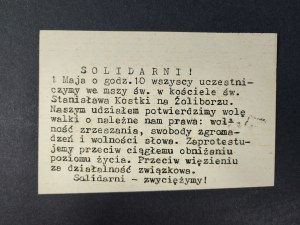 SOLIDARNI!
1 Maja o godz.10 wszyscy uczestni-
czymy we mszy św. w kościele św.
Stanisława Kostki na Żoliborzu.
Naszym udziałem potwierdzimy wolę
walki o należne nam prawa: wol-
ność zrzeszania, swobody zgroma-
dzeń i wolności słowa. Zaprotestu-
jemy przeciw ciągłemu obniżaniu
poziomu życia. Przeciw więzieniu
za działalność związkową.
Solidarni - zwyciężymy!